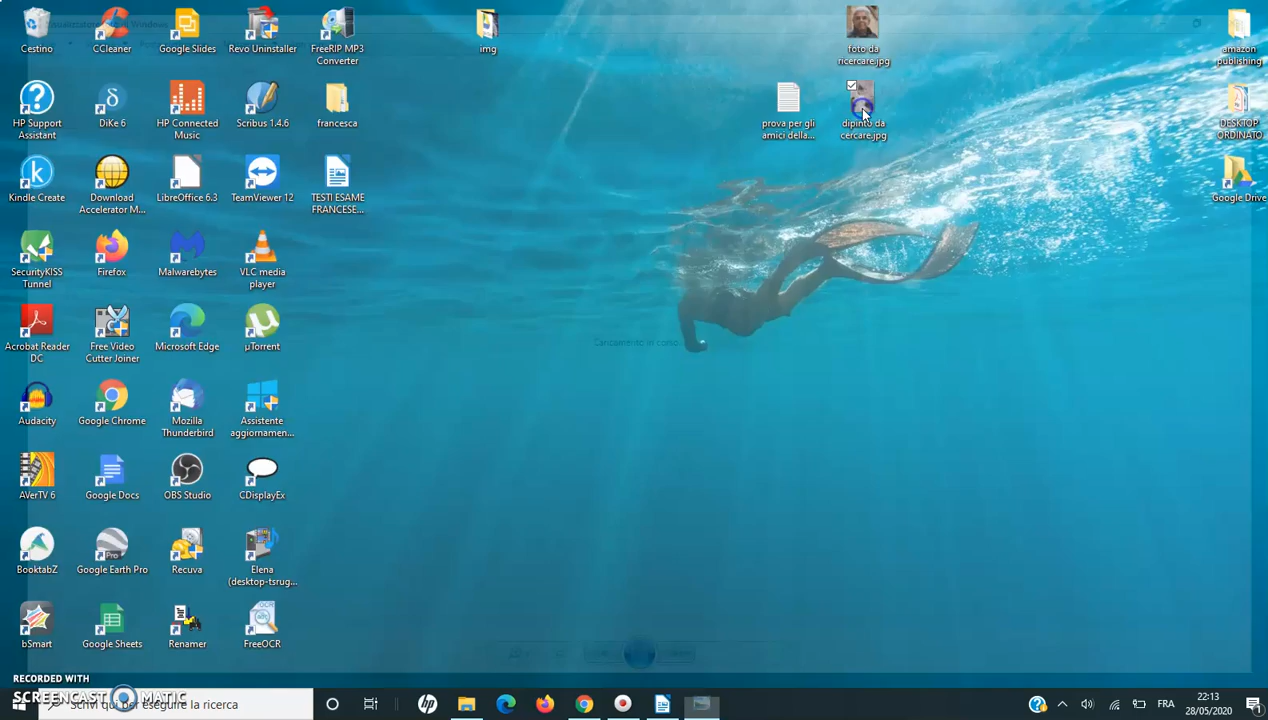 Cestino
CCleaner
Google Slides
Revo Uninstaller
FreeRIP MP3
Converter
img
foto da
ricercare.jpg
amazon
publishing
HP Support
Assistant
DiKe 6
HP Connected
Music
Scribus 1.4.6
francesca
prova per gli
amici della...
dipinto da
cercare.jpg
DESKTOP
ORDINATO
Kindle Create
Download
Accelerator M...
LibreOffice 6.3
TeamViewer 12
TESTI ESAME
FRANCESE...
Google Drive
SecurityKISS
Tunnel
Firefox
Malwarebytes
VLC media
player
Acrobat Reader
DC
Free Video
Cutter Joiner
Microsoft Edge
µTorrent
Caricamento in corso...
Audacity
Google Chrome
Mozilla
Thunderbird
Assistente
aggiornamen...
AVerTV 6
Google Docs
OBS Studio
CDisplayEx
BooktabZ
Google Earth Pro
Recuva
Elena
(desktop-tsrug...
bSmart
Google Sheets
Renamer
FreeOCR
RECORDED WITH
SCREENCAST MATIC
Scrivi qui per eseguire la ricerca
FRA
22:13
28/05/2020